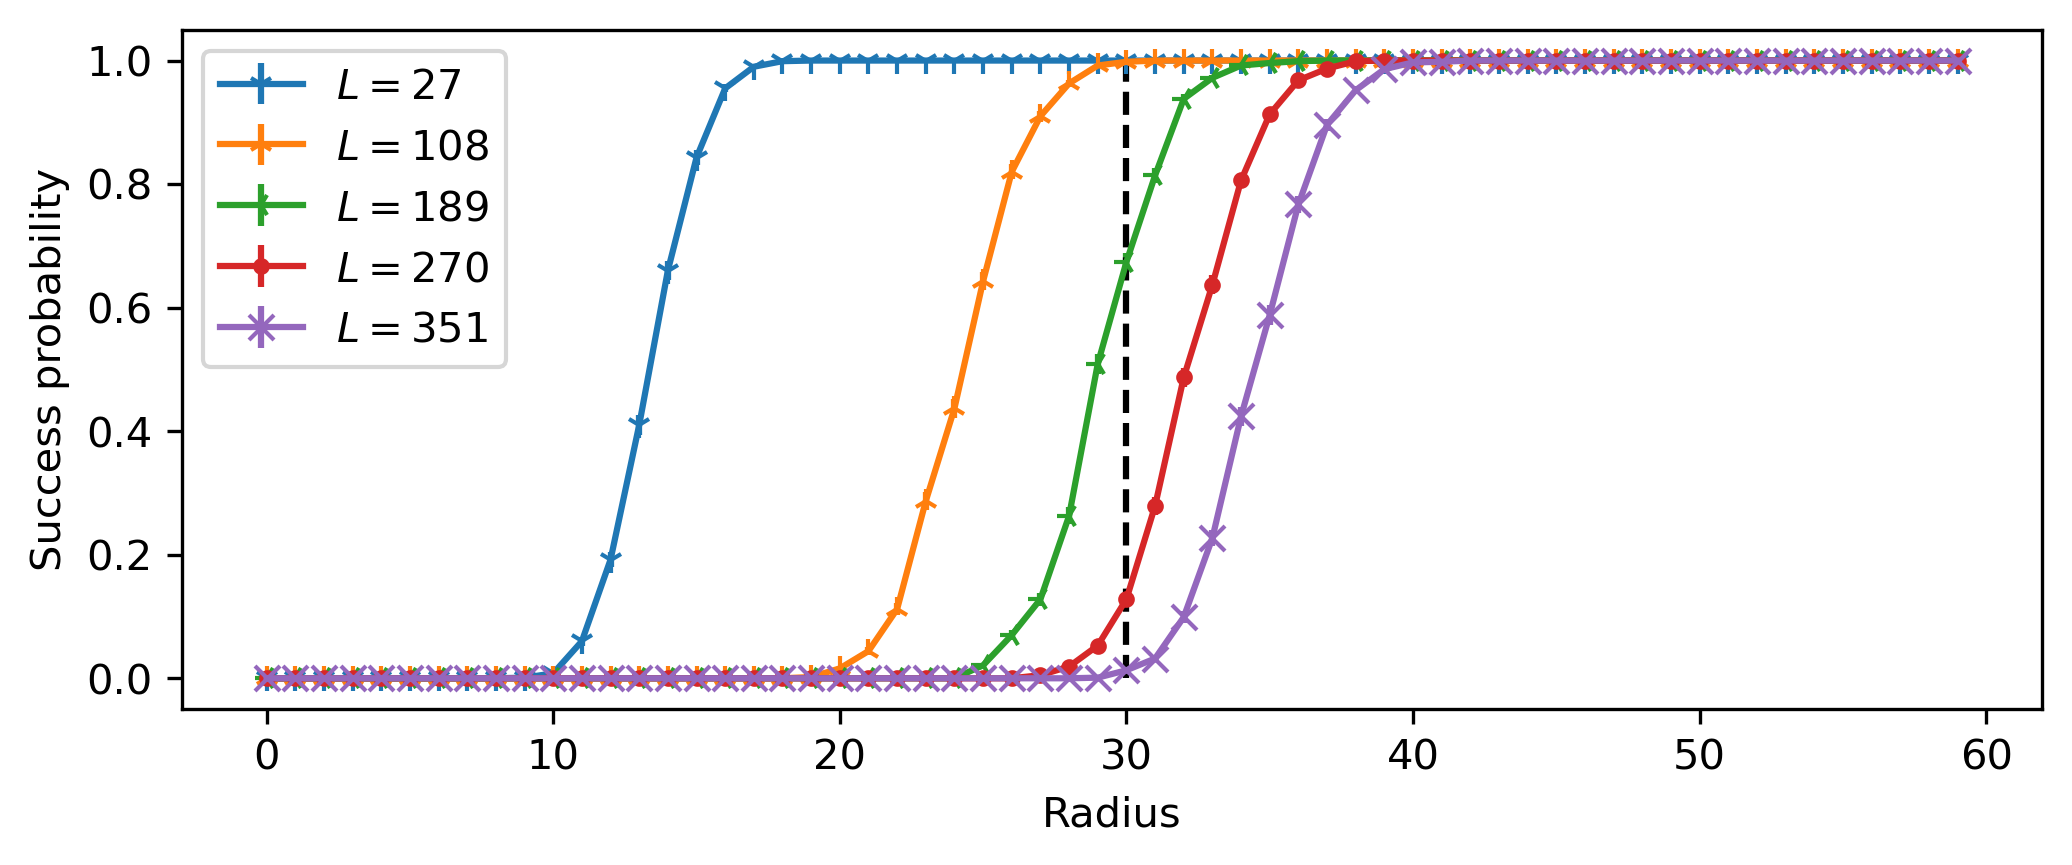 1.0
0.8
0.6
0.4
0.2
0.0
Success probability
L = 27
L = 108
L = 189
L = 270
L = 351
0 10 20 30 40 50 60
Radius